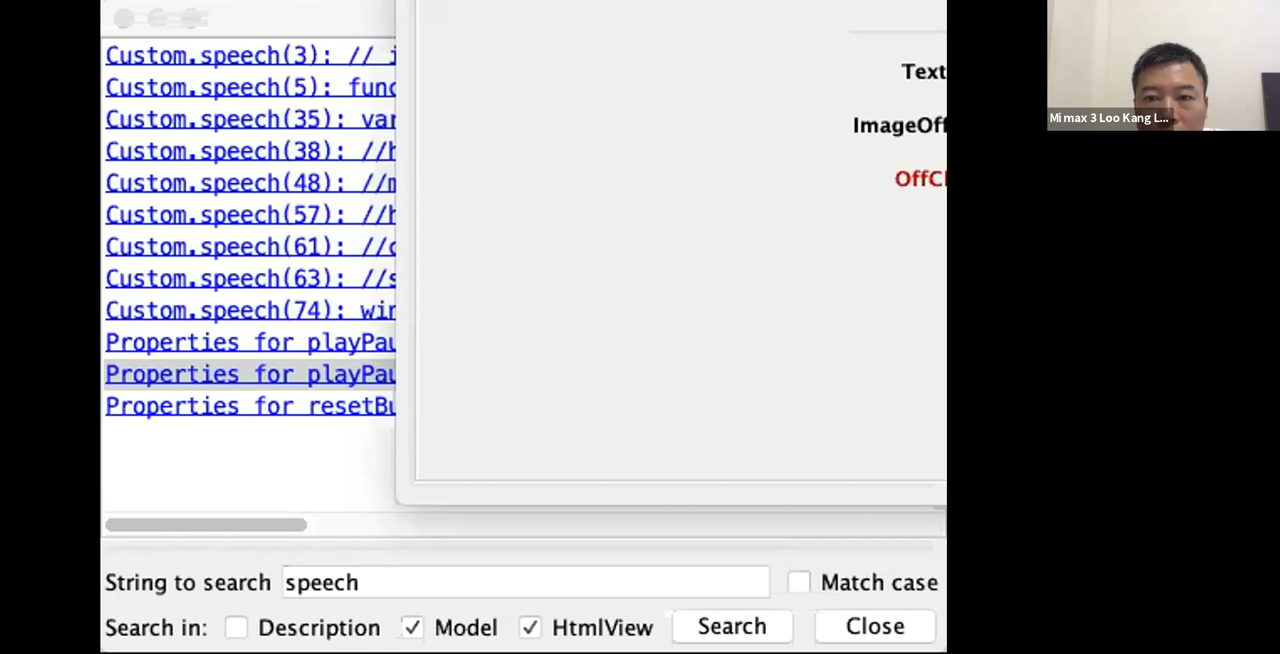 Custom.speech(3): //
Custom.speech(5): func
Custom.speech(35): var
Custom.speech(38): //h
Custom.speech(48): //m
Custom.speech(57): //h
Custom.speech(61): //c
Custom.speech(63): //s
Custom.speech(74): win
Properties for playPau
Properties for playPau
Properties for resetBu
Text
ImageOff
OffCl
String to search speech Match case
Search in: Description Model HtmlView Search Close
Mi max 3 Loo Kang L...